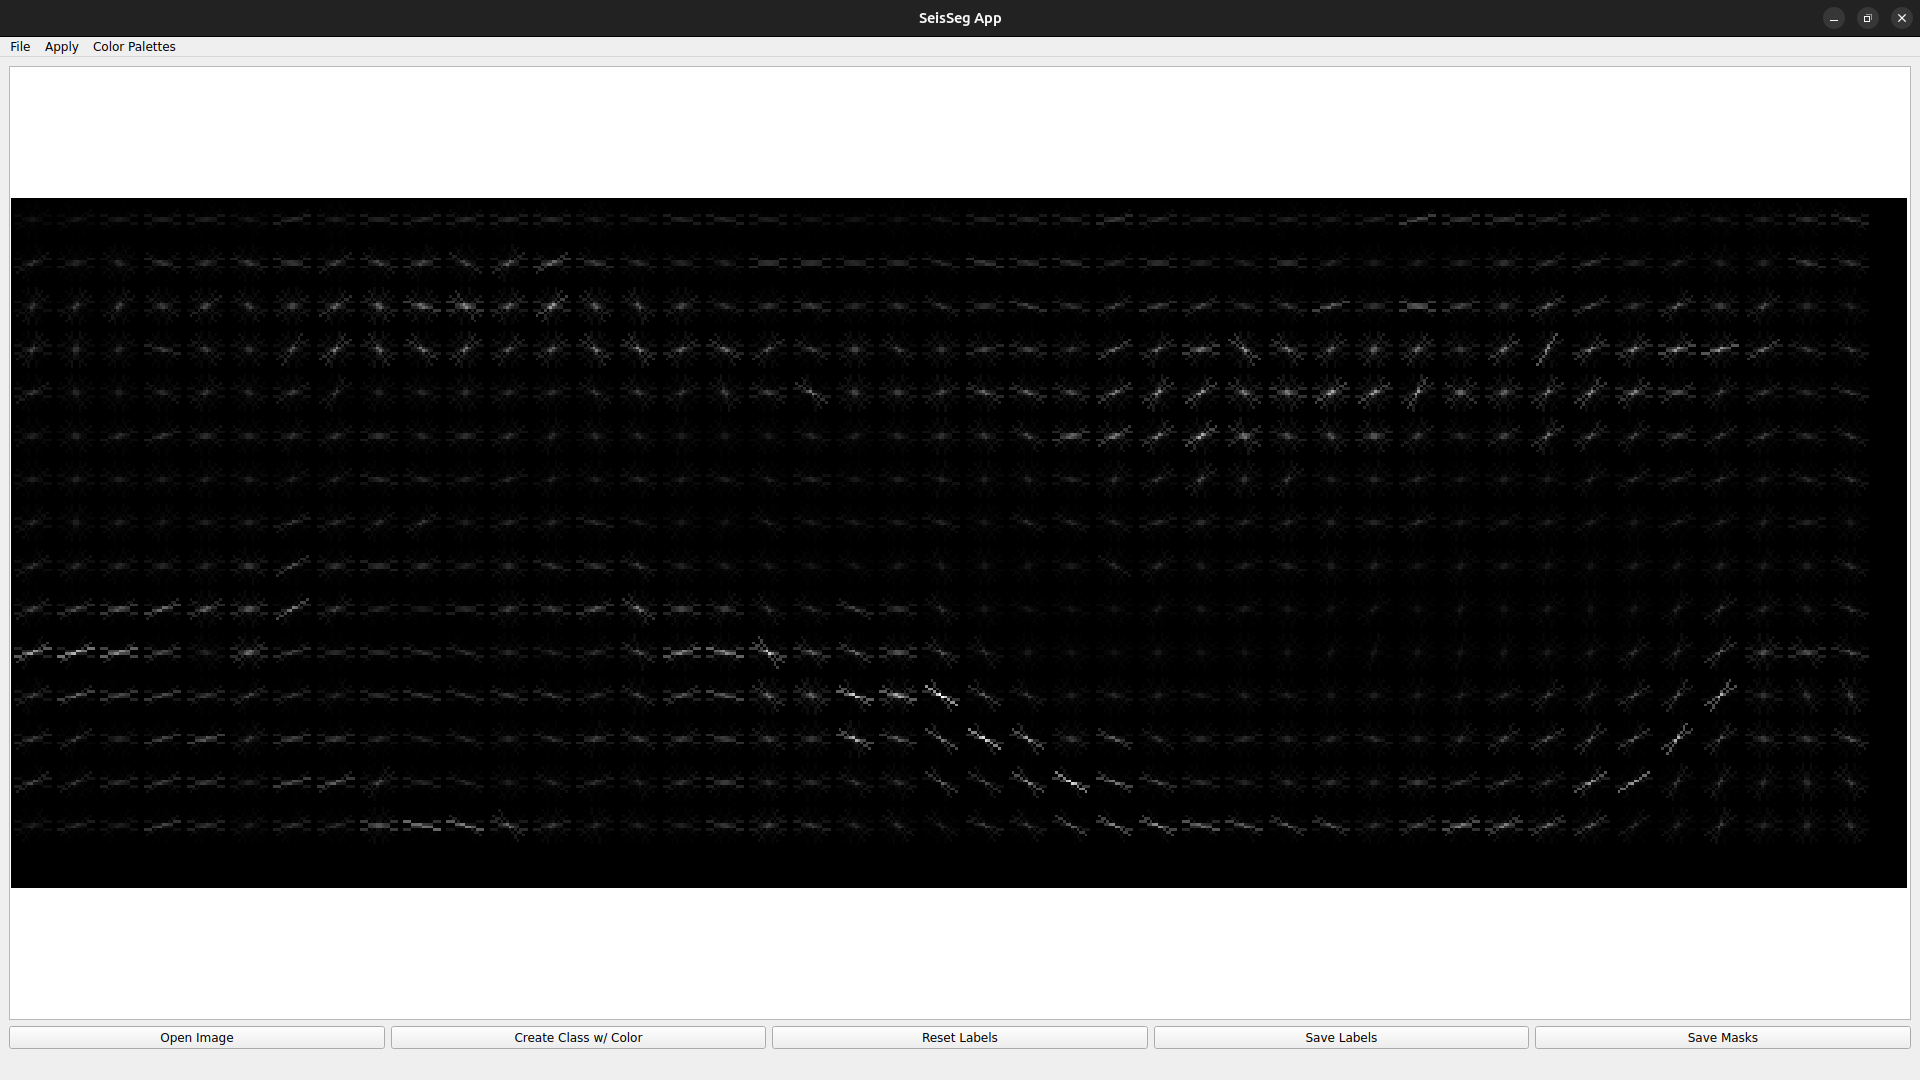 SeisSeg App
File Apply Color Palettes
Open Image Create Class w/ Color Reset Labels Save Labels Save Masks